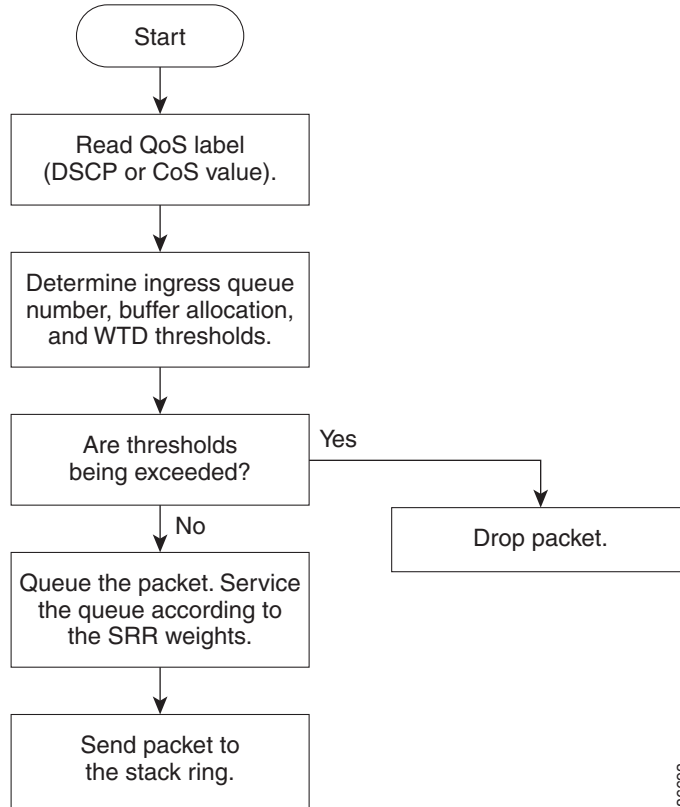 Start
Read QoS label
(DSCP or CoS value).
Determine ingress queue
number, buffer allocation,
and WTD thresholds.
Are thresholds
being exceeded?
Yes
No
Drop packet.
Queue the packet. Service
the queue according to
the SRR weights.
Send packet to
the stack ring.